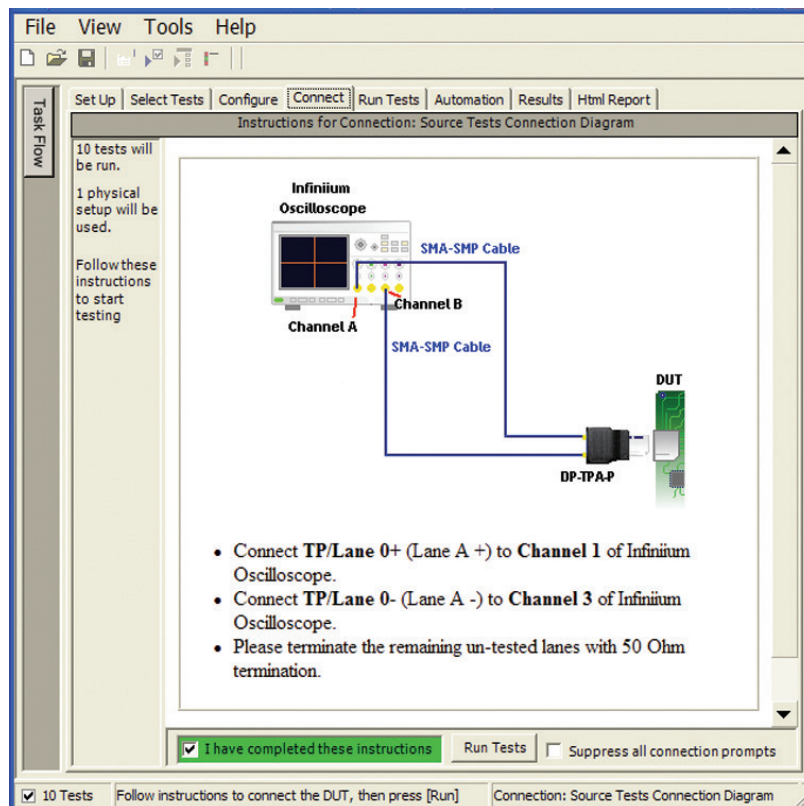 File View Tools Help
Task Flow
Set Up Select Tests Configure Connect Run Tests Automation Results Html Report
Instructions for Connection: Source Tests Connection Diagram
10 tests will
be run.
1 physical
setup will be
used.
Follow these
instructions
to start
testing
Infiniium
Oscilloscope
SMA-SMP Cable
Channel B
Channel A
SMA-SMP Cable
DUT
DP-TPA-P
• Connect TP/Lane 0+ (Lane A +) to Channel 1 of Infiniium
Oscilloscope.
• Connect TP/Lane 0- (Lane A -) to Channel 3 of Infiniium
Oscilloscope.
• Please terminate the remaining un-tested lanes with 50 Ohm
termination.
I have completed these instructions Run Tests Suppress all connection prompts
10 Tests Follow instructions to connect the DUT, then press [Run] Connection: Source Tests Connection Diagram